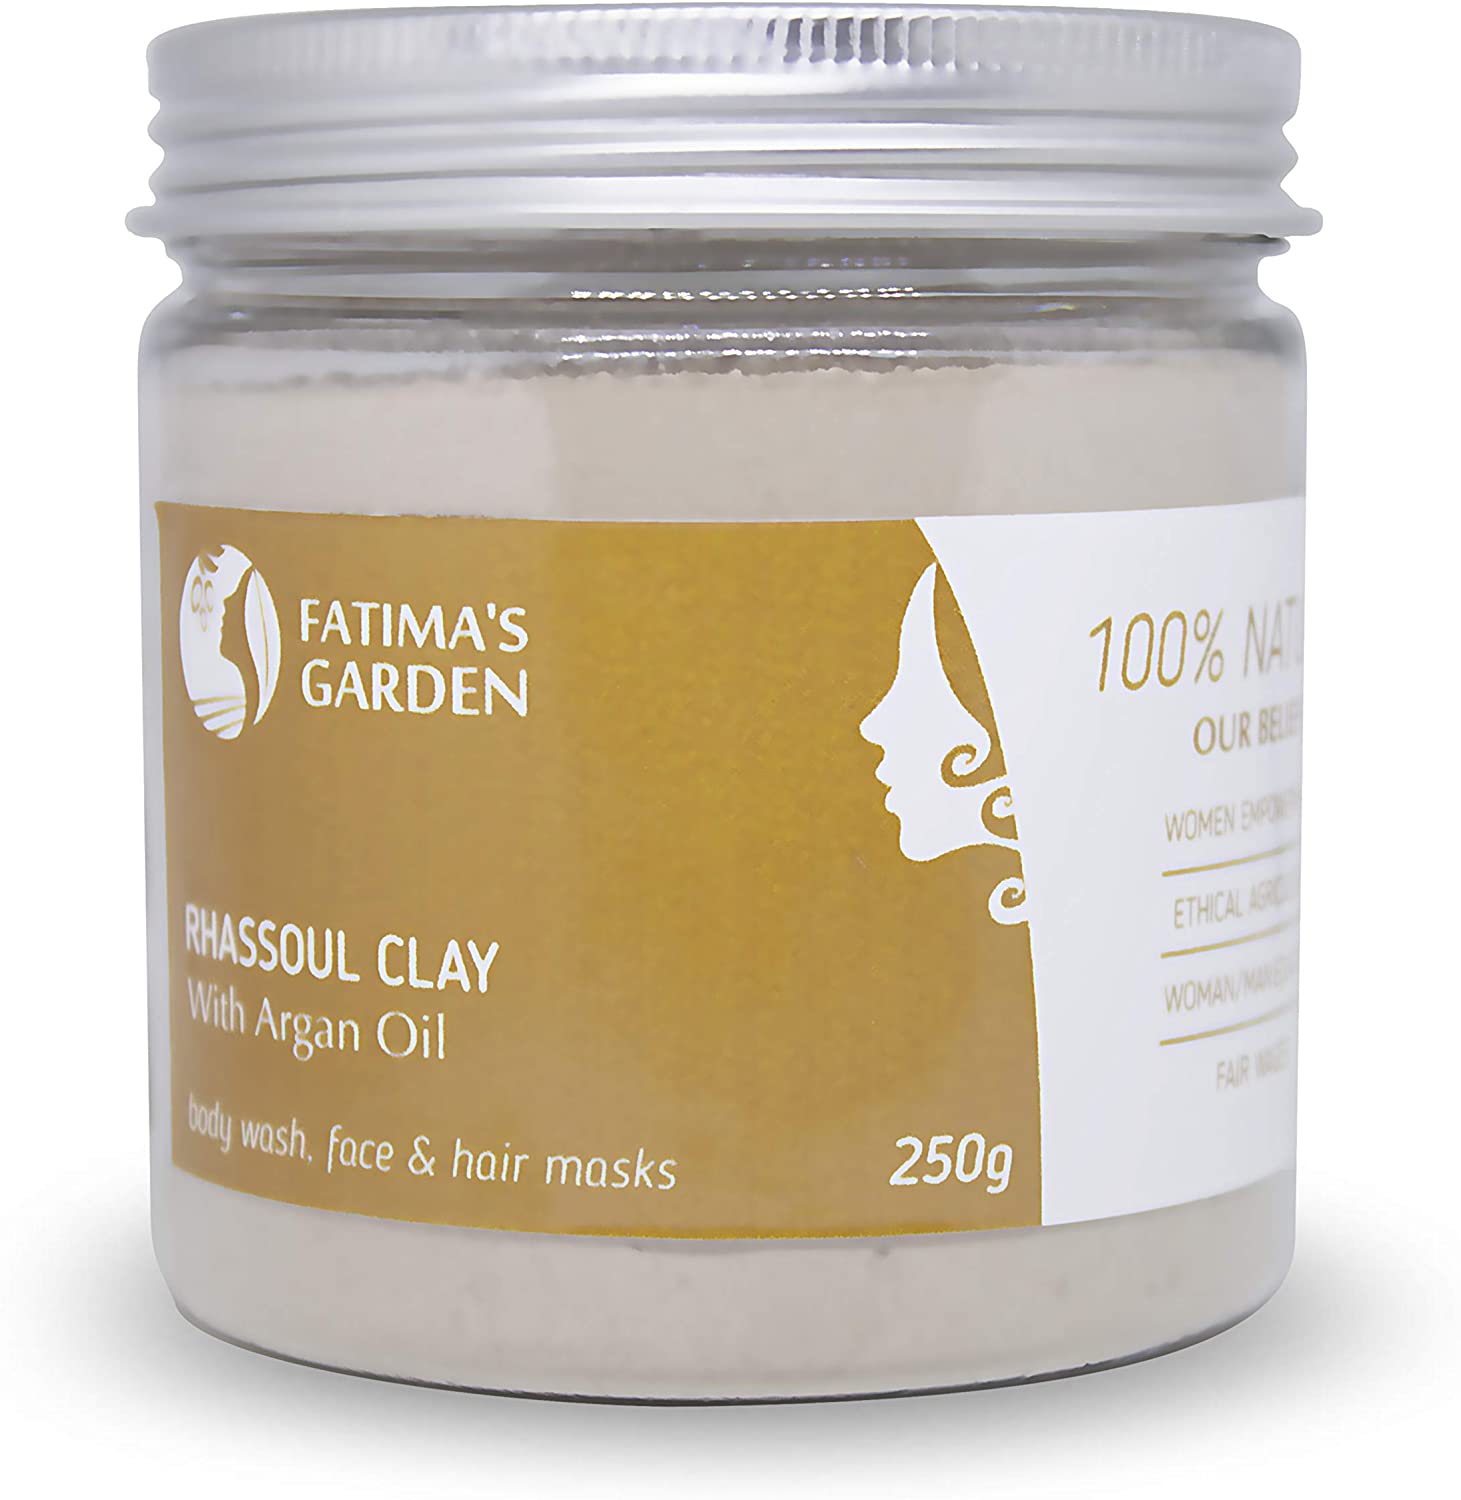 FATIMA'S
GARDEN
RHASSOUL CLAY
With Argan Oil
body wash, face & hair masks
250g
100%
OUR
WOMEN
ETHICAL
FAIR